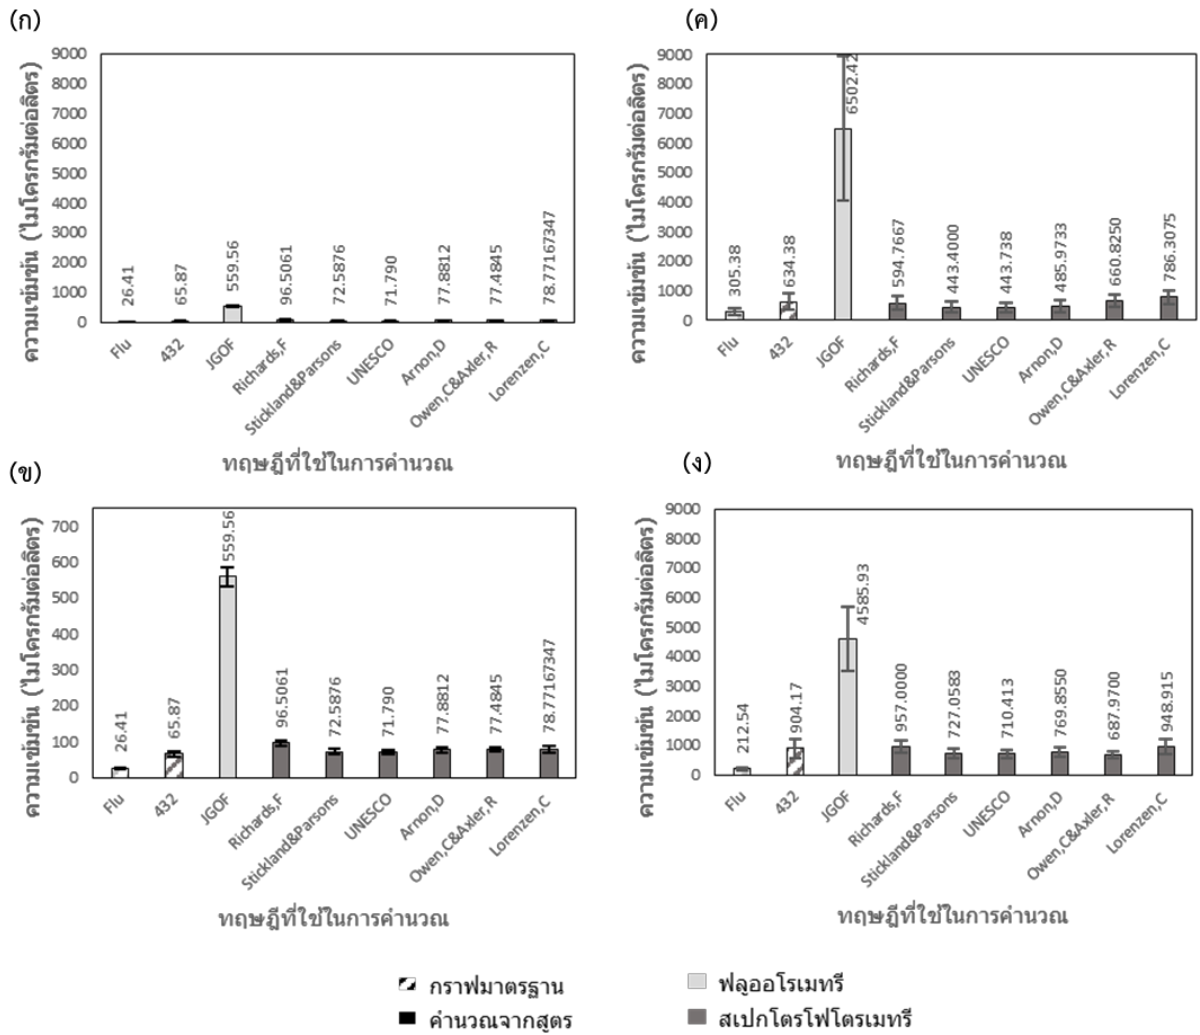 (ก)
ความเข้มข้น (ไมโครกรัมต่อลิตร)
9000
8000
7000
6000
5000
4000
3000
2000
1000
0
26.41
65.87
559.56
96.5061
72.5876
71.790
77.8812
77.4845
78.77167347
Flu
432
JGOF
Richards,F
Stickland&Parsons
UNESCO
Arnon,D
Owen,C&Axler,R
Lorenzen,C
ทฤษฎีที่ใช้ในการคำนวณ
(ค)
ความเข้มข้น (ไมโครกรัมต่อลิตร)
9000
8000
7000
6000
5000
4000
3000
2000
1000
0
305.38
634.38
6502.42
594.7667
443.4000
443.738
485.9733
660.8250
786.3075
Flu
432
JGOF
Richards,F
Stickland&Parsons
UNESCO
Arnon,D
Owen,C&Axler,R
Lorenzen,C
ทฤษฎีที่ใช้ในการคำนวณ
(ข)
ความเข้มข้น (ไมโครกรัมต่อลิตร)
700
600
500
400
300
200
100
0
26.41
65.87
559.56
96.5061
72.5876
71.790
77.8812
77.4845
78.77167347
Flu
432
JGOF
Richards,F
Stickland&Parsons
UNESCO
Arnon,D
Owen,C&Axler,R
Lorenzen,C
ทฤษฎีที่ใช้ในการคำนวณ
(ง)
ความเข้มข้น (ไมโครกรัมต่อลิตร)
9000
8000
7000
6000
5000
4000
3000
2000
1000
0
212.54
904.17
4585.93
957.0000
727.0583
710.413
769.8550
687.9700
948.915
Flu
432
JGOF
Richards,F
Stickland&Parsons
UNESCO
Arnon,D
Owen,C&Axler,R
Lorenzen,C
ทฤษฎีที่ใช้ในการคำนวณ
กราฟมาตรฐาน
ฟลูออโรเมทรี
คำนวณจากสูตร
สเปกโตรโฟโตรเมทรี